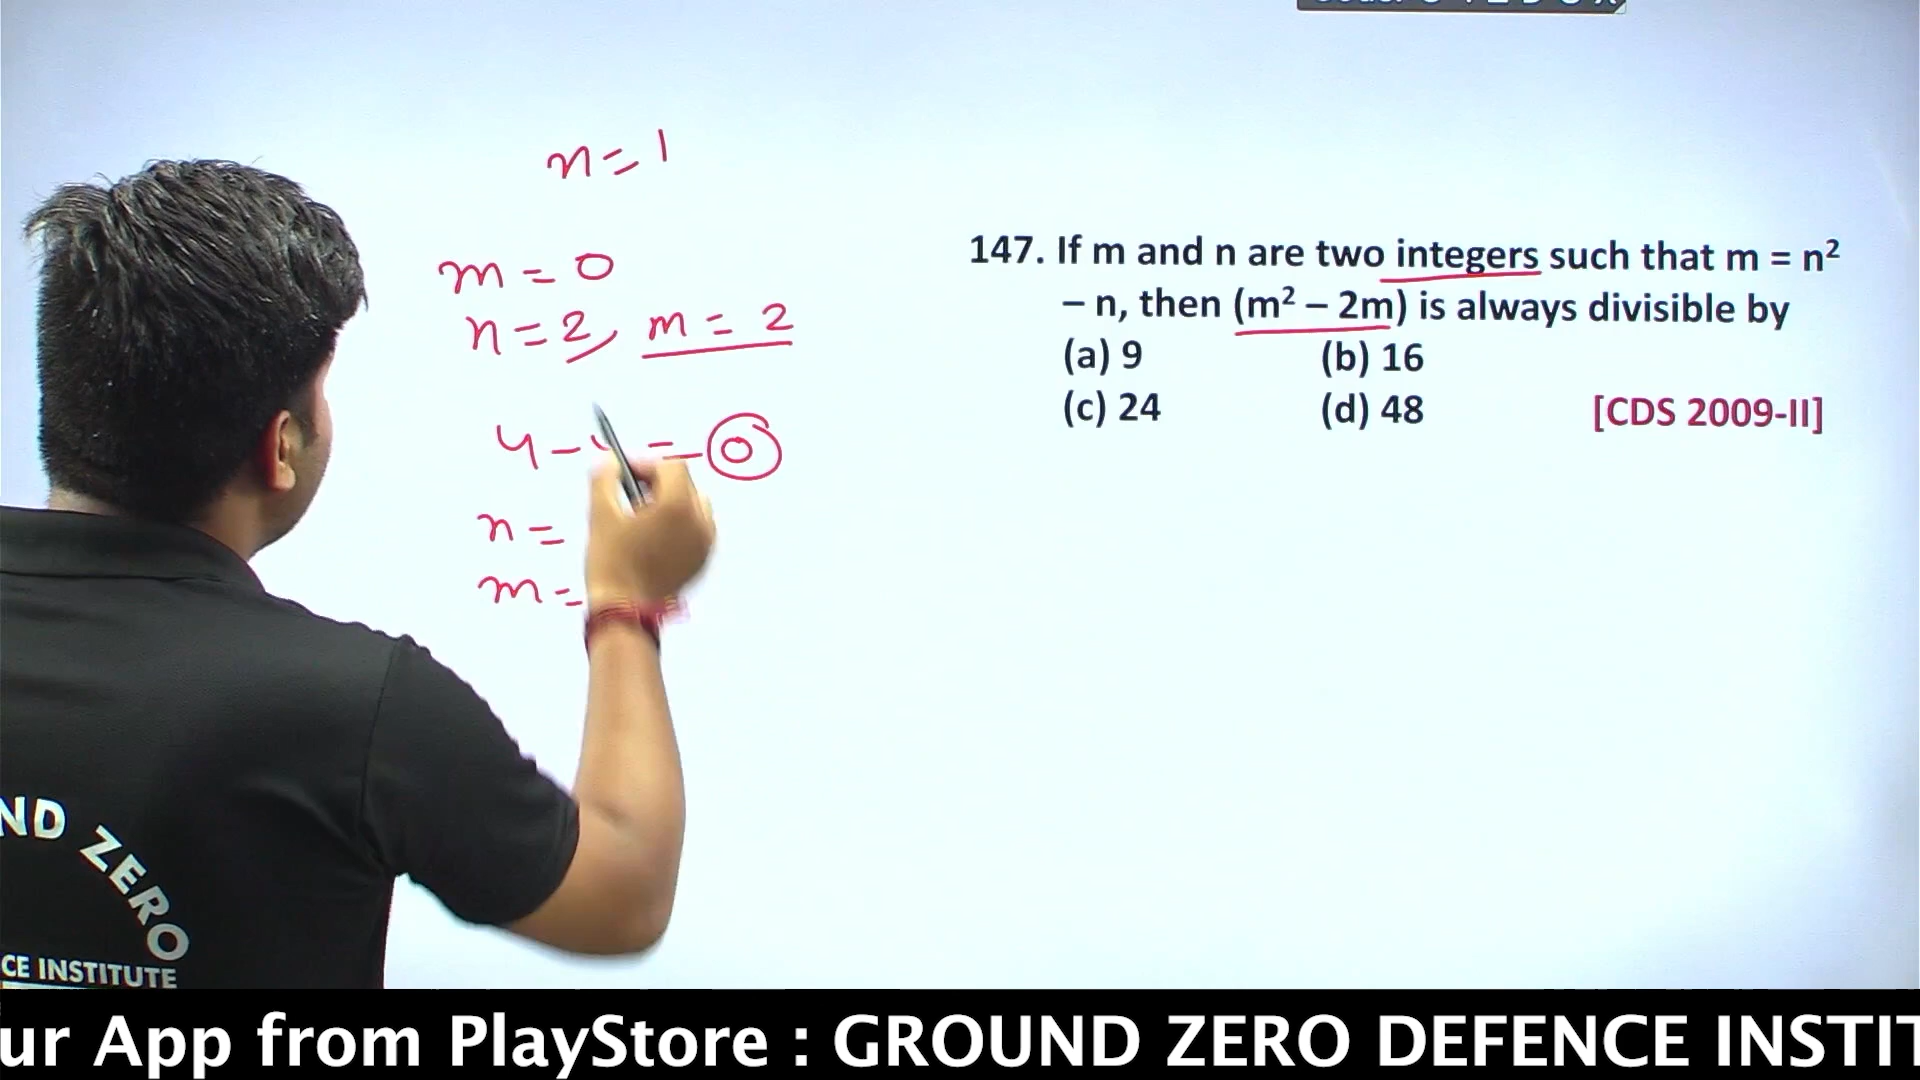 n = 1
m = 0
n = 2, m = 2
4 - 4 = 0
n =
m =
147. If m and n are two integers such that m = n²
– n, then (m² – 2m) is always divisible by
(a) 9 (b) 16
(c) 24 (d) 48 [CDS 2009-II]
ND ZERO
CE INSTITUTE
ur App from PlayStore : GROUND ZERO DEFENCE INSTIT